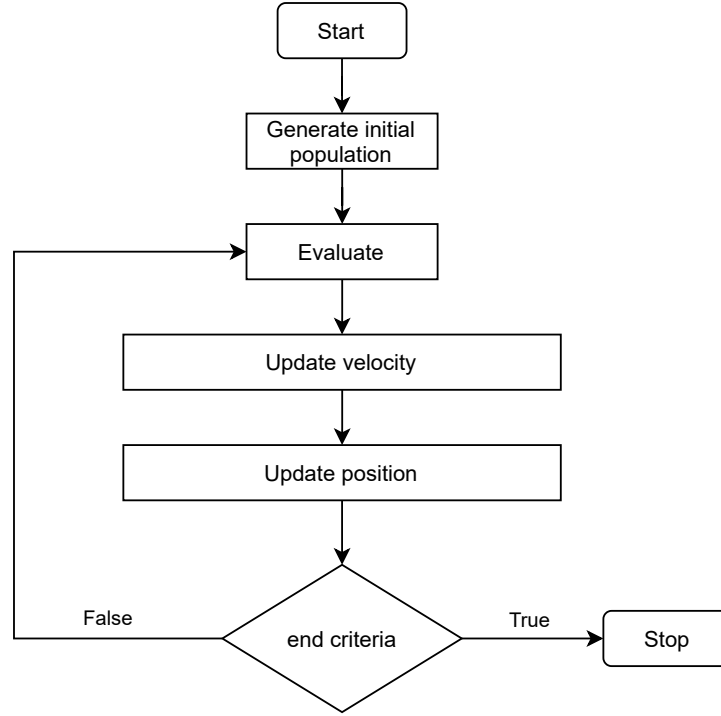 Start
Generate initial
population
Evaluate
Update velocity
Update position
False
end criteria
True
Stop